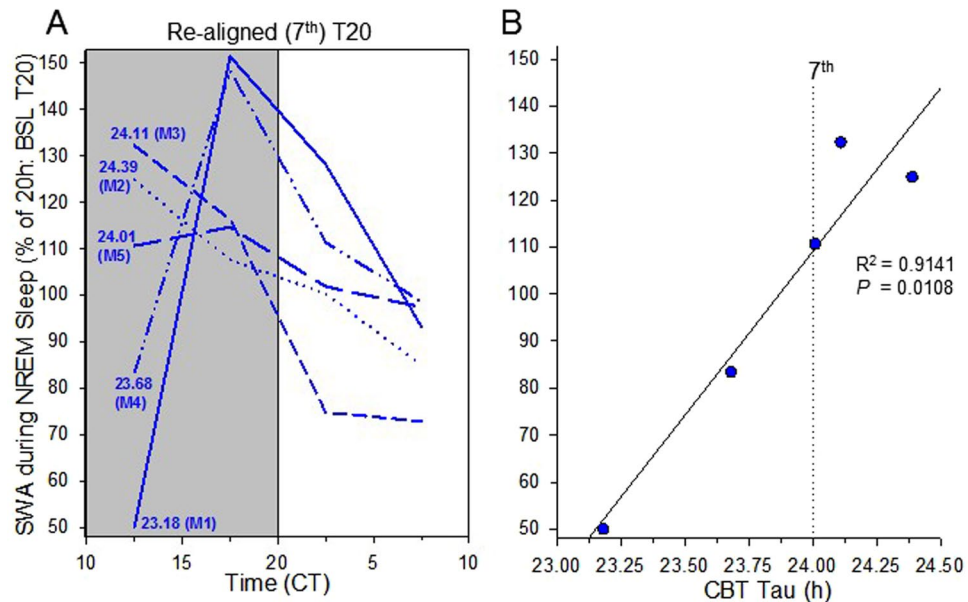 A
Re-aligned (7th) T20
SWA during NREM Sleep (% of 20h: BSL T20)
150
140
130
120
110
100
90
80
70
60
50
24.11 (M3)
24.39
(M2)
24.01
(M5)
23.68
(M4)
23.18 (M1)
10
15
20
5
10
Time (CT)
B
7th
150
140
130
120
110
100
90
80
70
60
50
R² = 0.9141
P = 0.0108
23.00
23.25
23.50
23.75
24.00
24.25
24.50
CBT Tau (h)